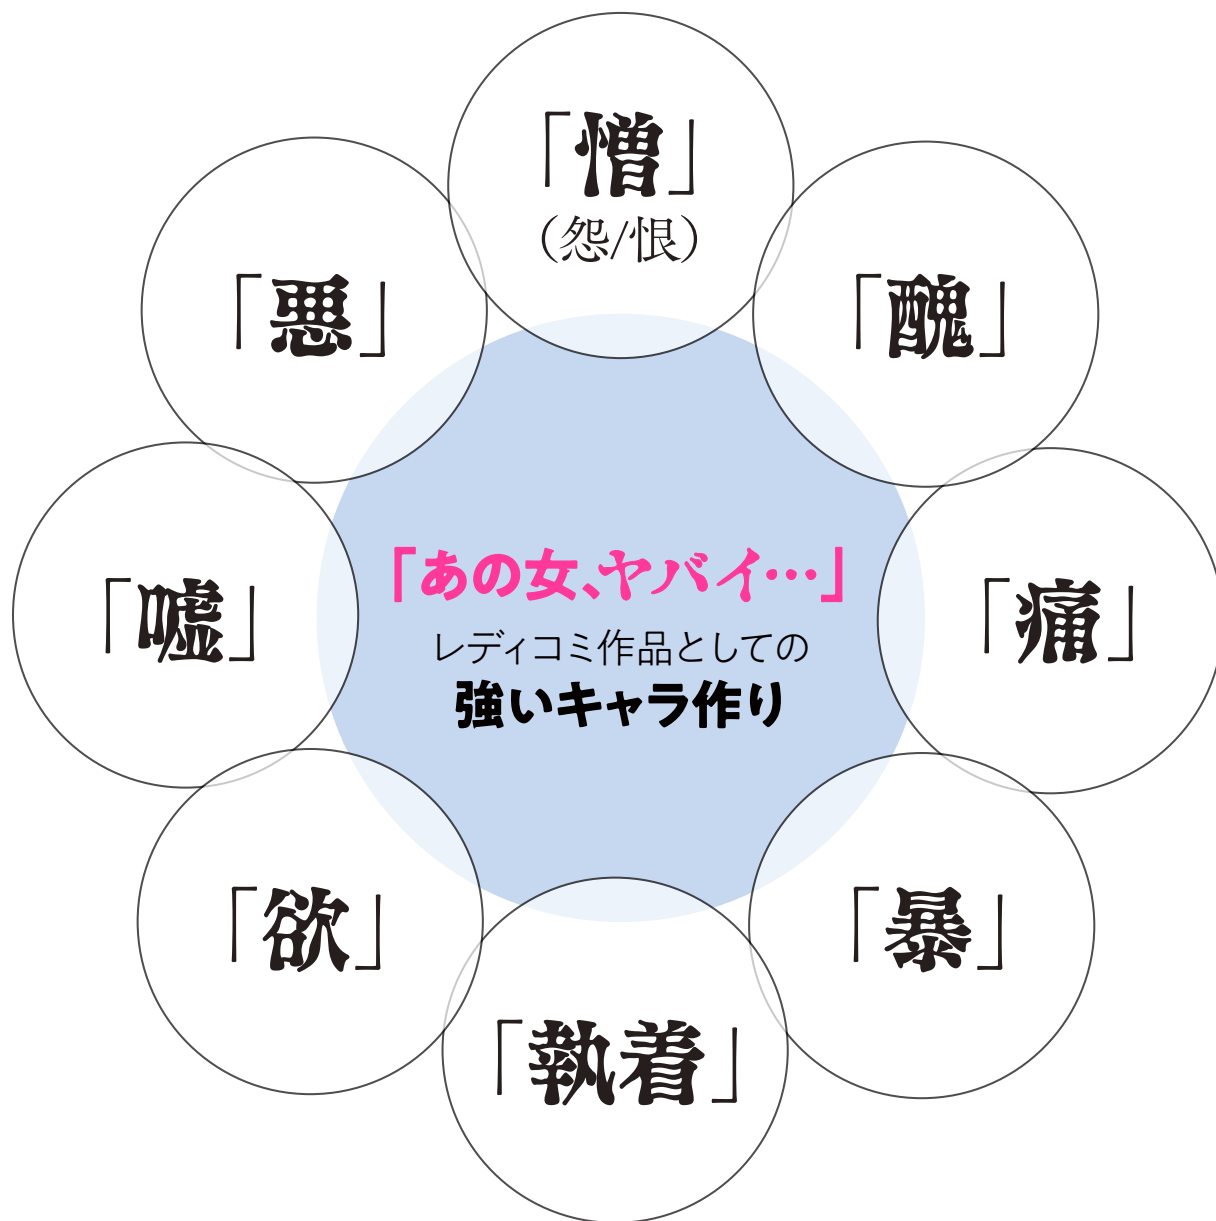 「憎」
（怨/恨）
「醜」
「痛」
「暴」
「執着」
「欲」
「嘘」
「悪」
「あの女、ヤバイ…」
レディコミ作品としての
強いキャラ作り